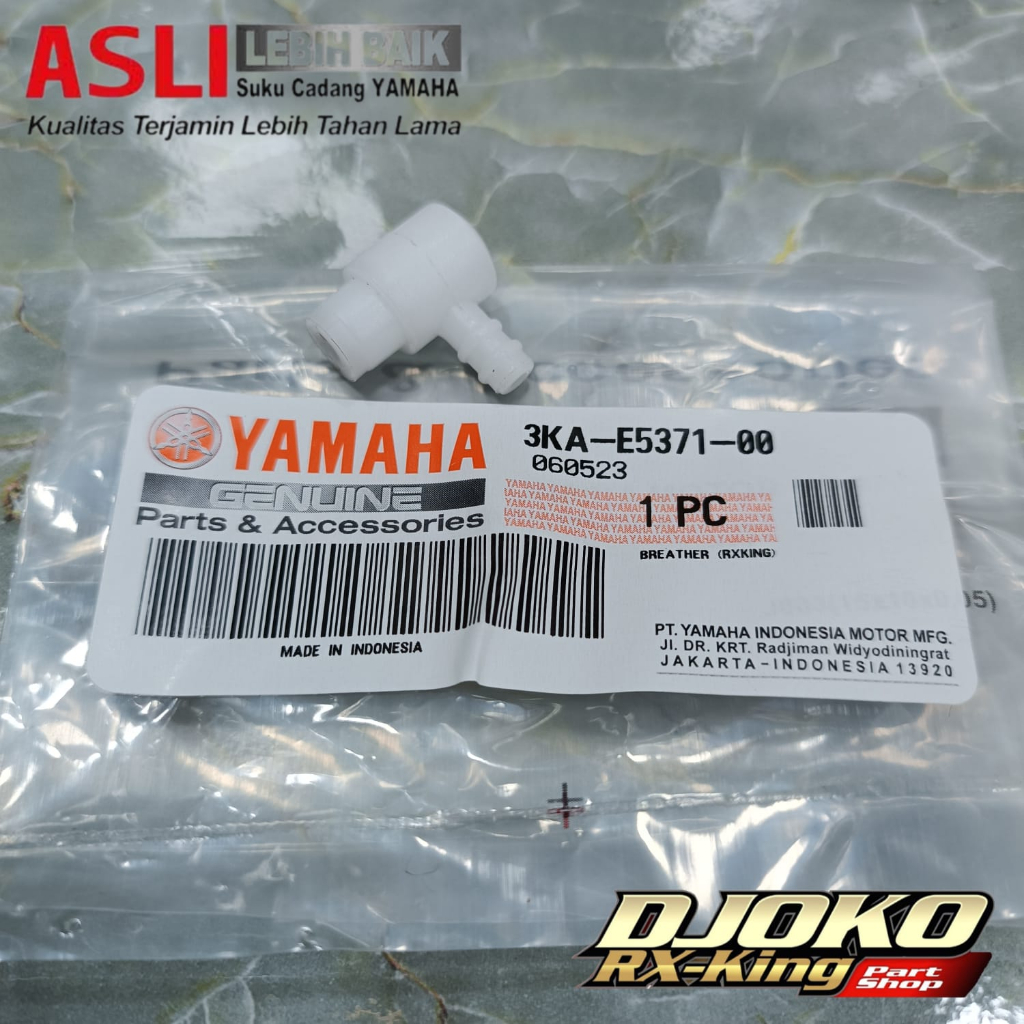 ASLI LEBIH BAIK
Suku Cadang YAMAHA
Kualitas Terjamin Lebih Tahan Lama
YAMAHA
GENUINE
Parts & Accessories
3KA-E5371-00
060523
1 PC
BREATHER (RXKING)
MADE IN INDONESIA
PT. YAMAHA INDONESIA MOTOR MFG.
Jl. DR. KRT. Radjiman Widyodiningrat
JAKARTA-INDONESIA 13920
DJOKO
RX-King Part Shop